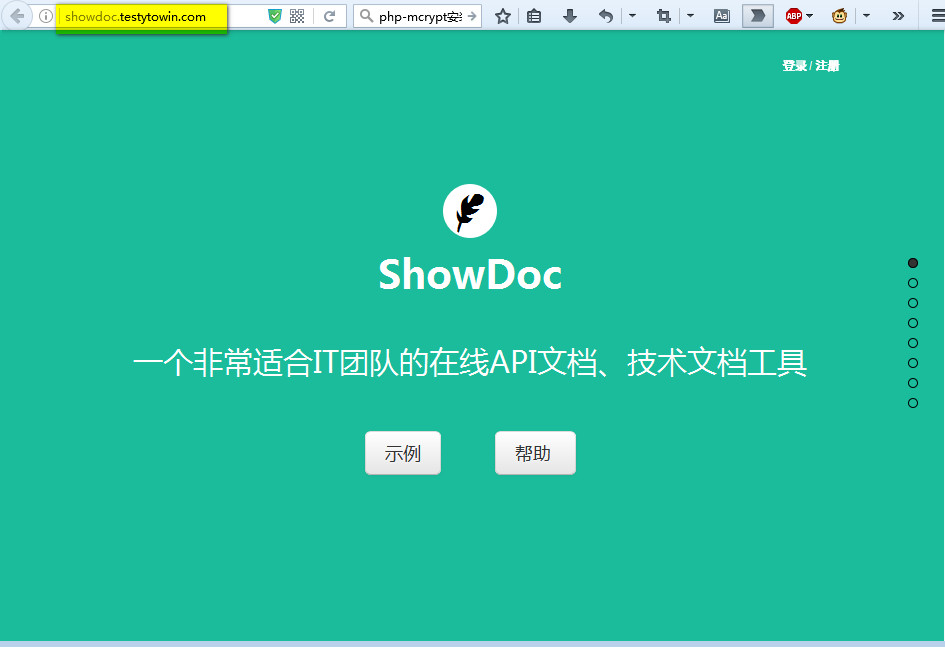 showdoc.testytowin.com
php-mcrypt安
Aa
ABP
登录 / 注册
ShowDoc
一个非常适合IT团队的在线API文档、技术文档工具
示例
帮助